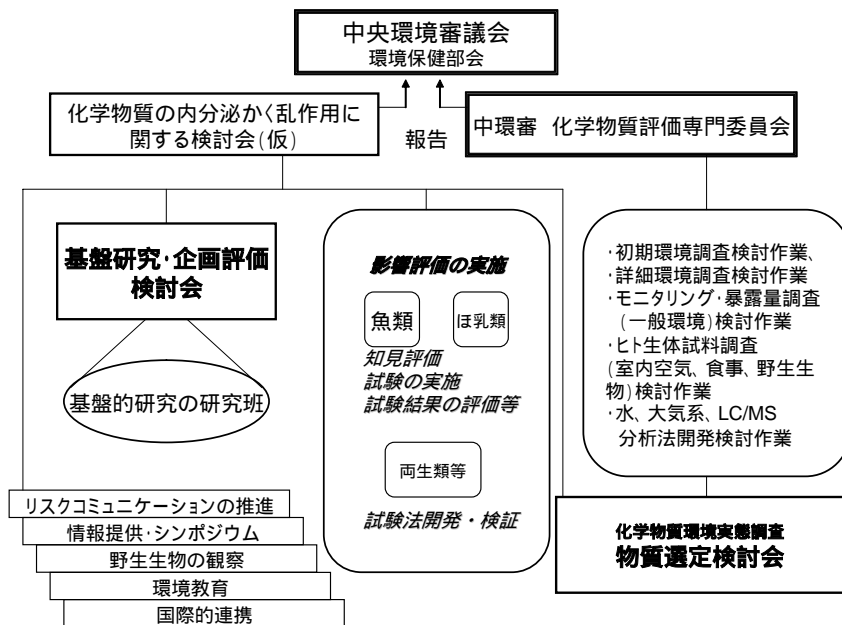 中央環境審議会
環境保健部会
化学物質の内分泌かく乱作用に
関する検討会(仮)
報告
中環審 化学物質評価専門委員会
基盤研究・企画評価
検討会
基盤的研究の研究班
影響評価の実施
魚類
ほ乳類
知見評価
試験の実施
試験結果の評価等
両生類等
試験法開発・検証
・初期環境調査検討作業、
・詳細環境調査検討作業
・モニタリング・暴露量調査
(一般環境)検討作業
・ヒト生体試料調査
(室内空気、食事、野生生
物)検討作業
・水、大気系、LC/MS
分析法開発検討作業
化学物質環境実態調査
物質選定検討会
リスクコミュニケーションの推進
情報提供・シンポジウム
野生生物の観察
環境教育
国際的連携